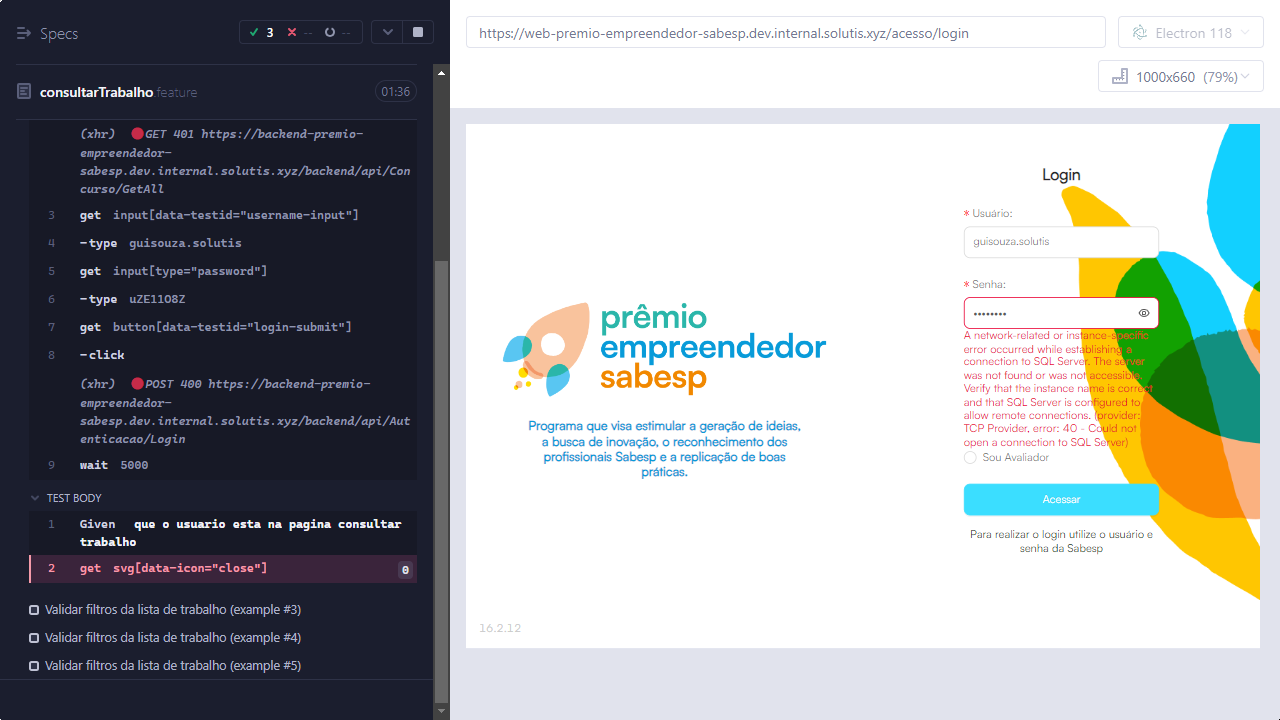 Specs
3
--
--
https://web-premio-empreendedor-sabesp.dev.internal.solutis.xyz/acesso/login
Electron 118
1000x660 (79%)
consultarTrabalho.feature
01:36
(xhr) GET 401 https://backend-premio-
empreendedor-
sabesp.dev.internal.solutis.xyz/backend/api/Con
curso/GetAll
3 get input[data-testid="username-input"]
4 -type guisouza.solutis
5 get input[type="password"]
6 -type uZE11O8Z
7 get button[data-testid="login-submit"]
8 -click
(xhr) POST 400 https://backend-premio-
empreendedor-
sabesp.dev.internal.solutis.xyz/backend/api/Aut
enticacao/Login
9 wait 5000
TEST BODY
1 Given que o usuario esta na pagina consultar
trabalho
2 get svg[data-icon="close"] 0
Validar filtros da lista de trabalho (example #3)
Validar filtros da lista de trabalho (example #4)
Validar filtros da lista de trabalho (example #5)
prêmio
empreendedor
sabesp
Programa que visa estimular a geração de ideias,
a busca de inovação, o reconhecimento dos
profissionais Sabesp e a replicação de boas
práticas.
16.2.12
Login
* Usuário:
guisouza.solutis
* Senha:
••••••••
A network-related or instance-specific
error occurred while establishing a
connection to SQL Server. The server
was not found or was not accessible.
Verify that the instance name is correct
and that SQL Server is configured to
allow remote connections. (provider:
TCP Provider, error: 40 - Could not
open a connection to SQL Server)
Sou Avaliador
Acessar
Para realizar o login utilize o usuário e
senha da Sabesp